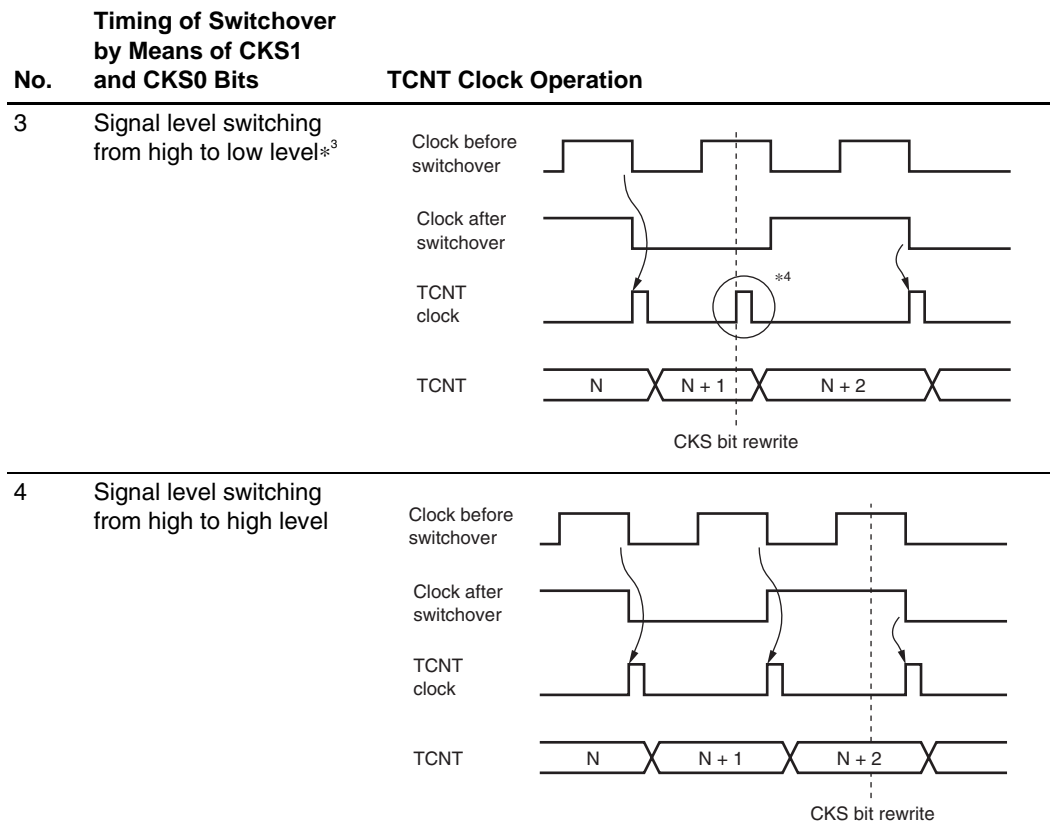 Timing of Switchover
by Means of CKS1
No. and CKS0 Bits TCNT Clock Operation
3 Signal level switching
from high to low level*³
Clock before
switchover
Clock after
switchover
TCNT
clock
*4
TCNT N N + 1 N + 2
CKS bit rewrite
4 Signal level switching
from high to high level
Clock before
switchover
Clock after
switchover
TCNT
clock
TCNT N N + 1 N + 2
CKS bit rewrite